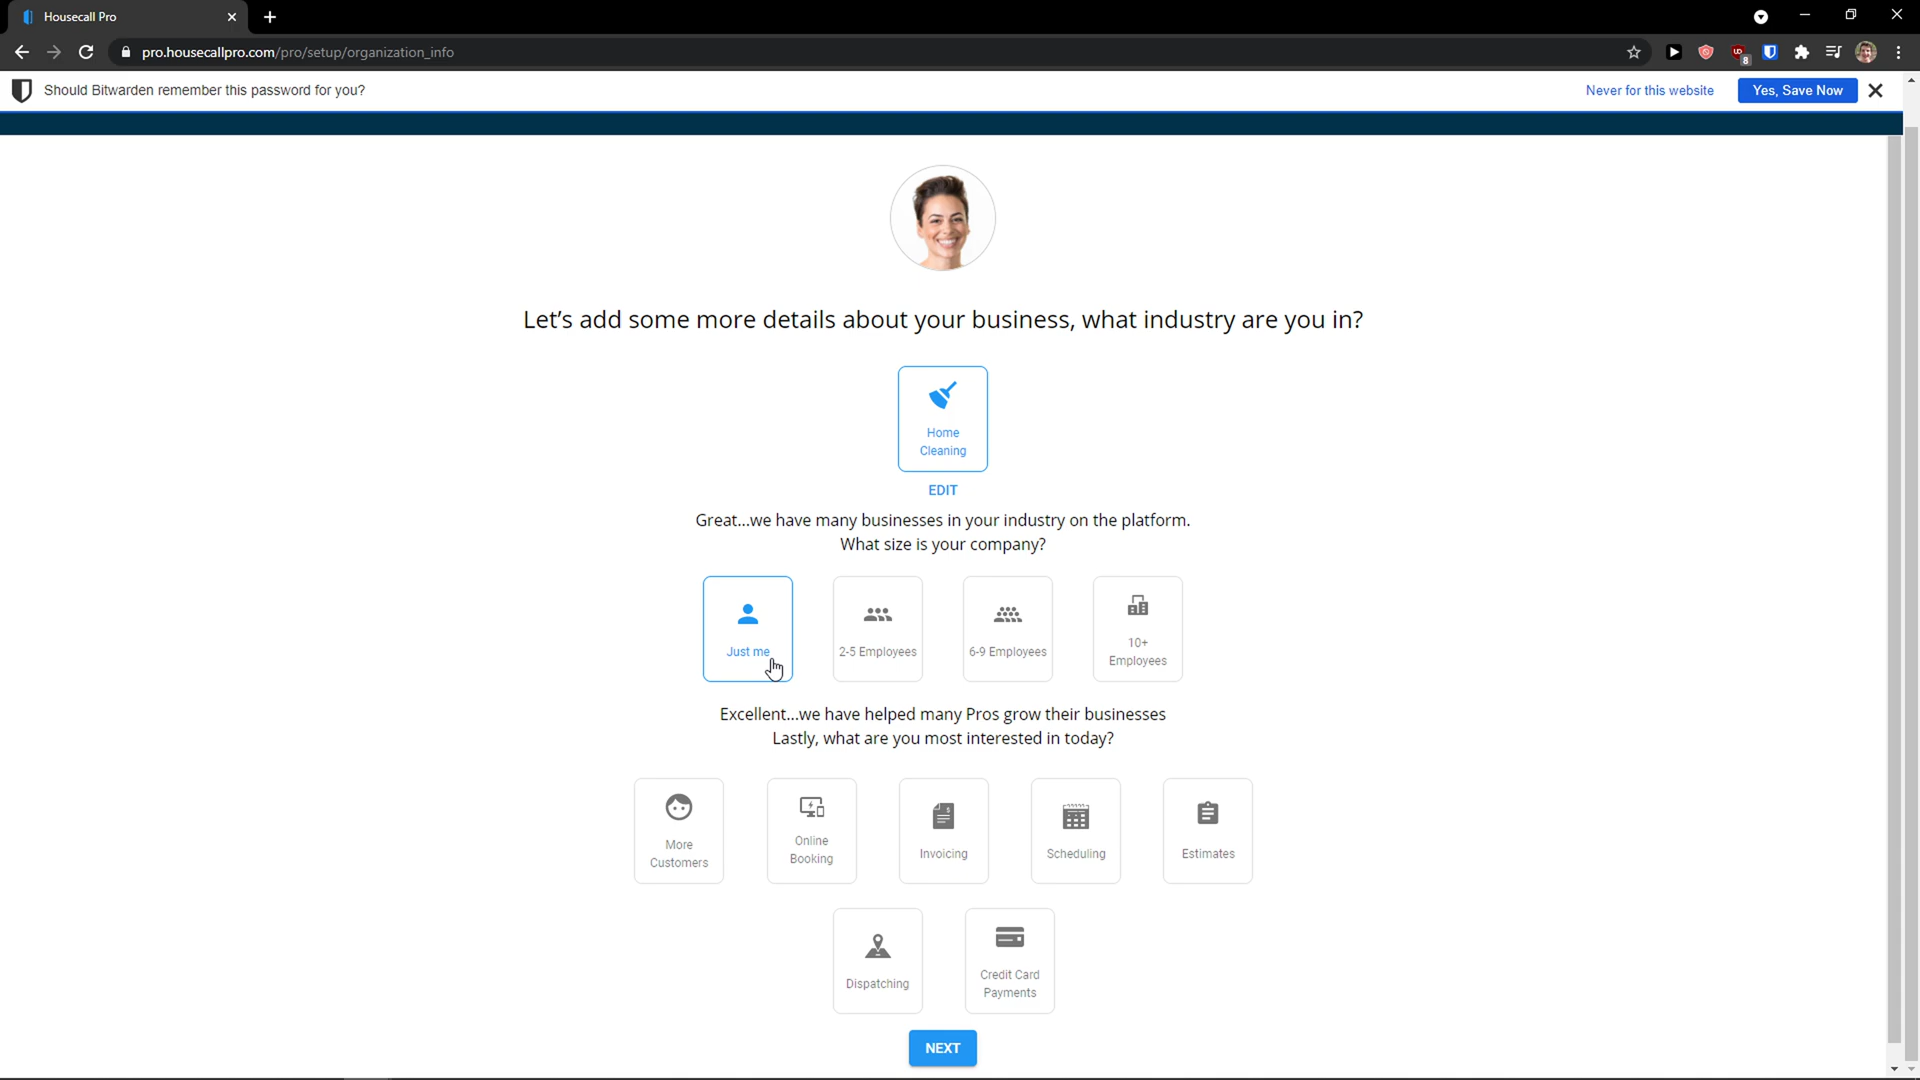 Housecall Pro
pro.housecallpro.com/pro/setup/organization_info
8
Should Bitwarden remember this password for you?
Never for this website
Yes, Save Now
Let's add some more details about your business, what industry are you in?
Home
Cleaning
EDIT
Great...we have many businesses in your industry on the platform.
What size is your company?
Just me
2-5 Employees
6-9 Employees
10+
Employees
Excellent...we have helped many Pros grow their businesses
Lastly, what are you most interested in today?
More
Customers
Online
Booking
Invoicing
Scheduling
Estimates
Dispatching
Credit Card
Payments
NEXT